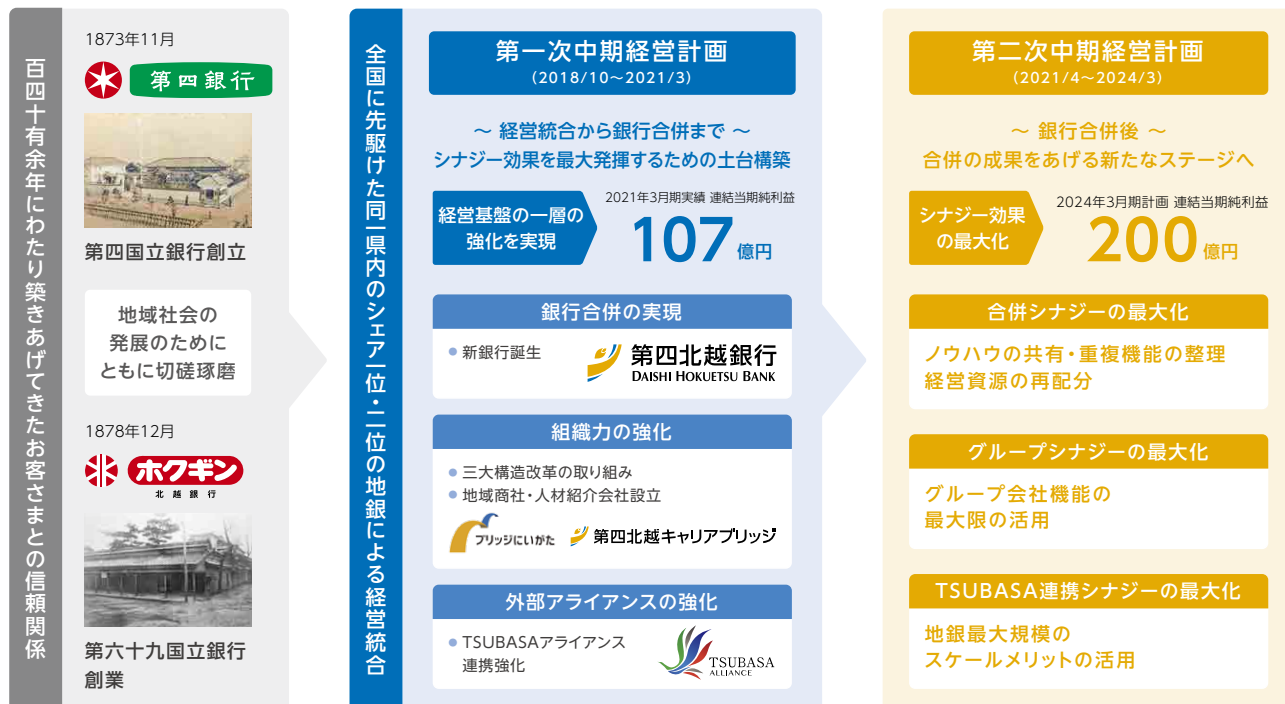 百四十有余年にわたり築きあげてきたお客さまとの信頼関係
1873年11月
第四銀行
第四国立銀行創立
地域社会の
発展のために
ともに切磋琢磨
1878年12月
ホクギン
北越銀行
第六十九国立銀行
創業
全国に先駆けた同一県内のシェア一位・二位の地銀による経営統合
第一次中期経営計画
(2018/10～2021/3)
～ 経営統合から銀行合併まで ～
シナジー効果を最大発揮するための土台構築
経営基盤の一層の
強化を実現
2021年3月期実績 連結当期純利益
107億円
銀行合併の実現
● 新銀行誕生
第四北越銀行
DAISHI HOKUETSU BANK
組織力の強化
● 三大構造改革の取り組み
● 地域商社・人材紹介会社設立
ブリッジにいがた
第四北越キャリアブリッジ
外部アライアンスの強化
● TSUBASAアライアンス
連携強化
TSUBASA
ALLIANCE
第二次中期経営計画
(2021/4～2024/3)
～ 銀行合併後 ～
合併の成果をあげる新たなステージへ
シナジー効果
の最大化
2024年3月期計画 連結当期純利益
200億円
合併シナジーの最大化
ノウハウの共有・重複機能の整理
経営資源の再配分
グループシナジーの最大化
グループ会社機能の
最大限の活用
TSUBASA連携シナジーの最大化
地銀最大規模の
スケールメリットの活用